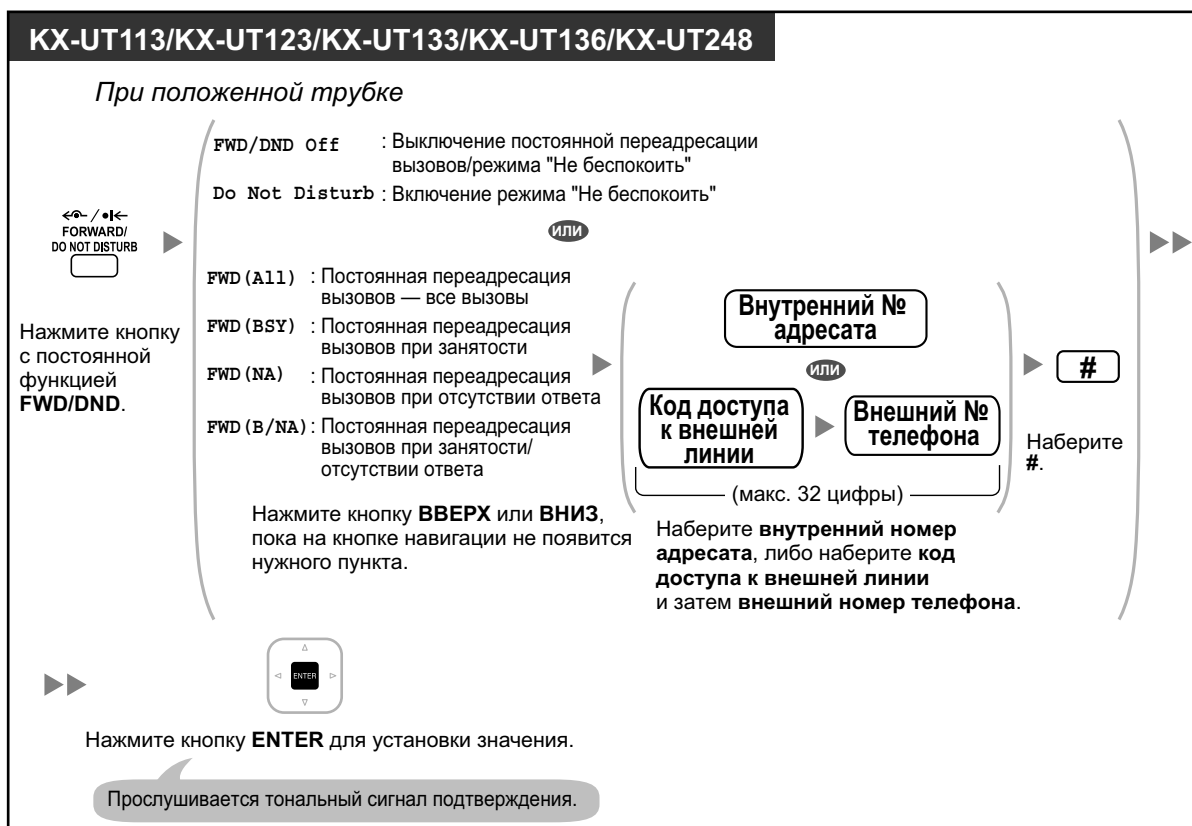 KX-UT113/KX-UT123/KX-UT133/KX-UT136/KX-UT248
При положенной трубке
FORWARD/
DO NOT DISTURB
Нажмите кнопку
с постоянной
функцией
FWD/DND.
FWD/DND Off : Выключение постоянной переадресации
вызовов/режима "Не беспокоить"
Do Not Disturb : Включение режима "Не беспокоить"
или
FWD(All) : Постоянная переадресация
вызовов — все вызовы
FWD(BSY) : Постоянная переадресация
вызовов при занятости
FWD(NA) : Постоянная переадресация
вызовов при отсутствии ответа
FWD(B/NA): Постоянная переадресация
вызовов при занятости/
отсутствии ответа
Нажмите кнопку ВВЕРХ или ВНИЗ,
пока на кнопке навигации не появится
нужного пункта.
Внутренний №
адресата
или
Код доступа
к внешней
линии
Внешний №
телефона
(макс. 32 цифры)
Наберите внутренний номер
адресата, либо наберите код
доступа к внешней линии
и затем внешний номер телефона.
#
Наберите
#.
ENTER
Нажмите кнопку ENTER для установки значения.
Прослушивается тональный сигнал подтверждения.